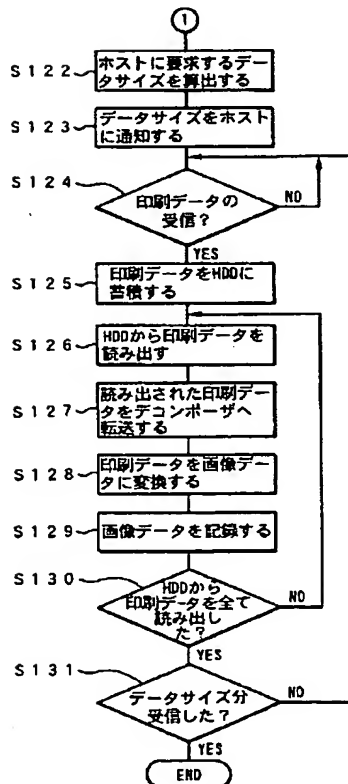 1
S122
ホストに要求するデー
タサイズを算出する
S123
データサイズをホスト
に通知する
S124
印刷データの
受信?
NO
YES
S125
印刷データをHDDに
蓄積する
S126
HDDから印刷データを
読み出す
S127
読み出された印刷デー
タをデコンポーザへ
転送する
S128
印刷データを画像デー
タに変換する
S129
画像データを記録する
S130
HDDから
印刷データを全て
読み出し
た?
NO
YES
S131
データサイズ分
受信した?
NO
YES
END